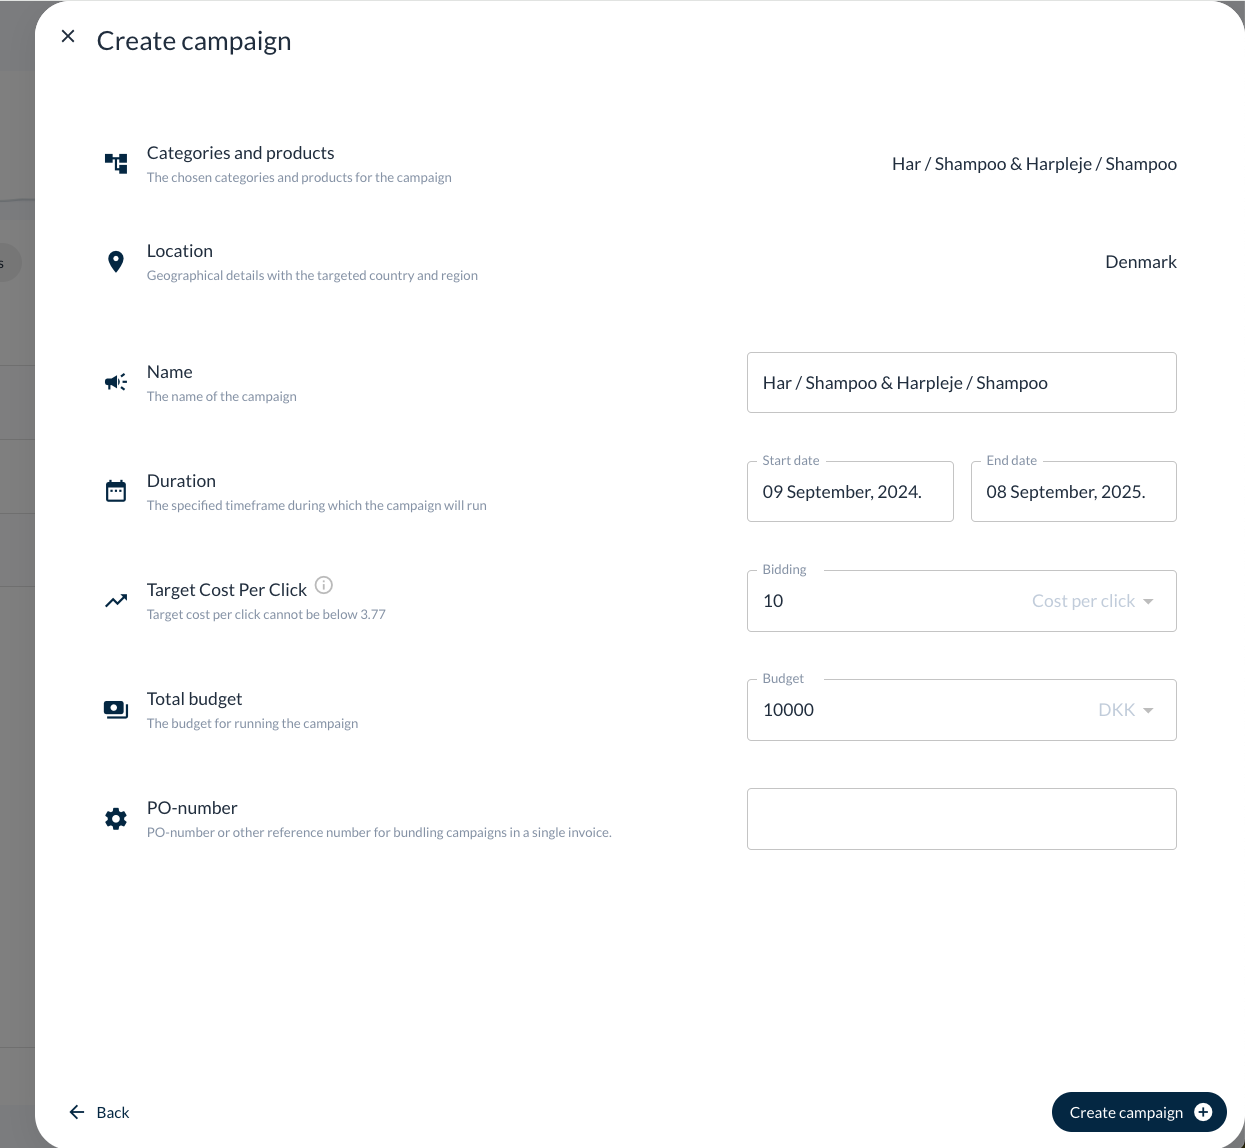 Create campaign
Categories and products
The chosen categories and products for the campaign
Har / Shampoo & Harpleje / Shampoo
Location
Geographical details with the targeted country and region
Denmark
Name
The name of the campaign
Har / Shampoo & Harpleje / Shampoo
Duration
The specified timeframe during which the campaign will run
Start date
09 September, 2024.
End date
08 September, 2025.
Target Cost Per Click
Target cost per click cannot be below 3.77
Bidding
10
Cost per click
Total budget
The budget for running the campaign
Budget
10000
DKK
PO-number
PO-number or other reference number for bundling campaigns in a single invoice.
Back
Create campaign